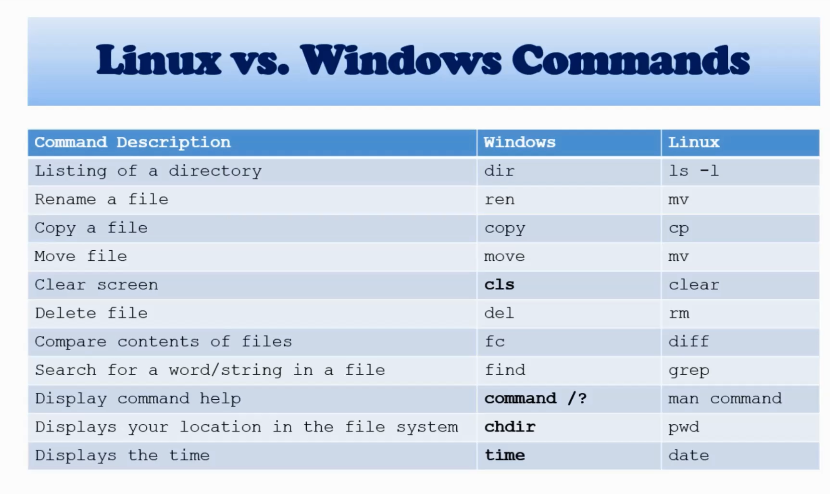 Linux vs. Windows Commands
Command Description Windows Linux
Listing of a directory dir ls -l
Rename a file ren mv
Copy a file copy cp
Move file move mv
Clear screen cls clear
Delete file del rm
Compare contents of files fc diff
Search for a word/string in a file find grep
Display command help command /? man command
Displays your location in the file system chdir pwd
Displays the time time date